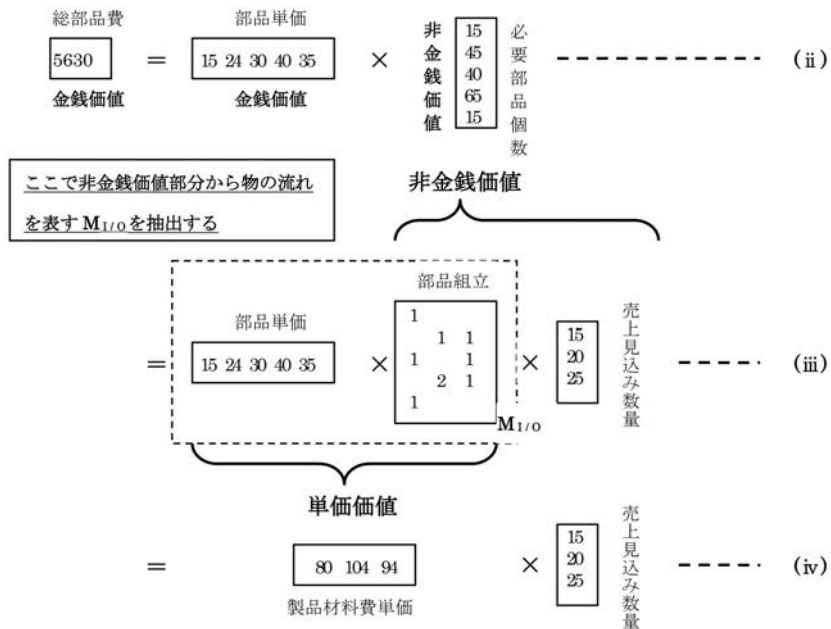 総部品費
5630
金銭価値
=
部品単価
15 24 30 40 35
金銭価値
×
非金銭価値
15
45
40
65
15
必要部品個数
(ii)
ここで非金銭価値部分から物の流れ
を表す MI/Oを抽出する
非金銭価値
=
部品単価
15 24 30 40 35
×
部品組立
1
1 1
1 1
2 1
1
MI/O
×
15
20
25
売上見込み数量
(iii)
単価価値
=
80 104 94
製品材料費単価
×
15
20
25
売上見込み数量
(iv)